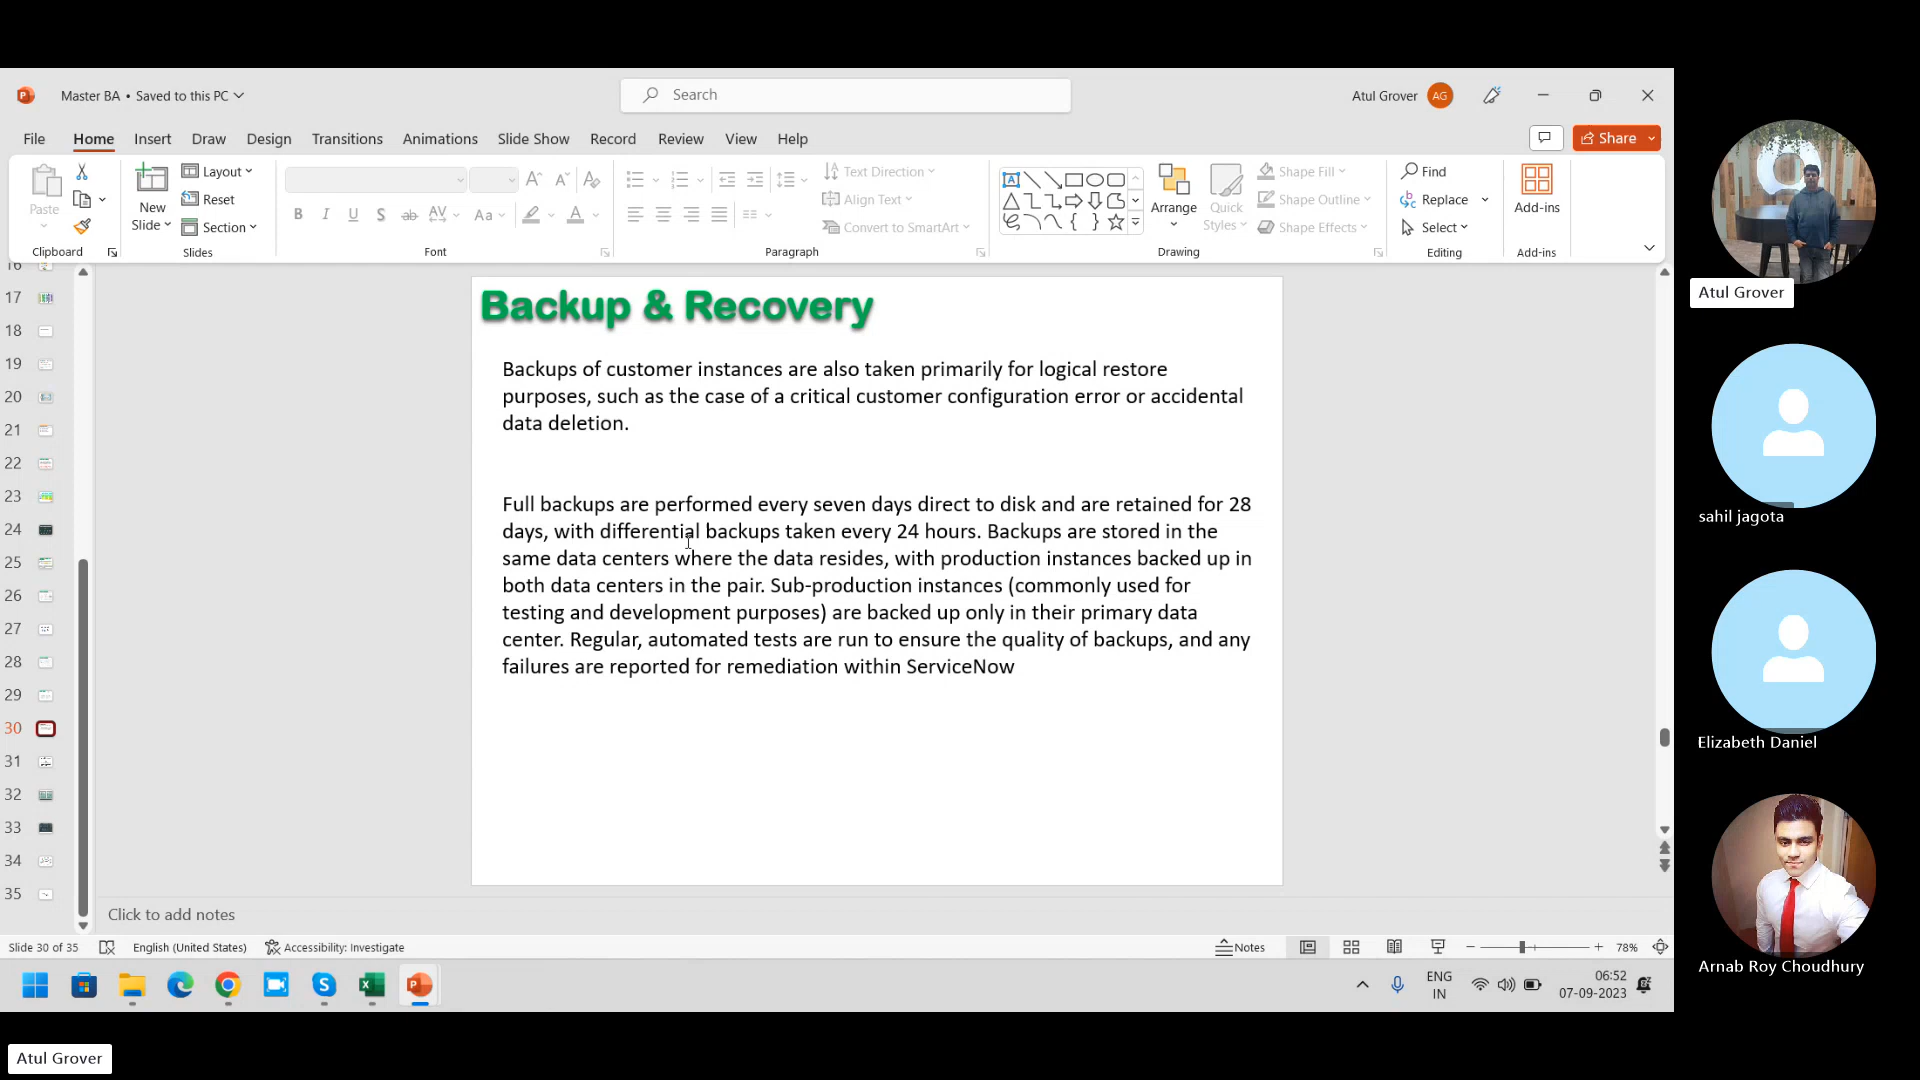 Master BA • Saved to this PC
Search
Atul Grover
AG
File
Home
Insert
Draw
Design
Transitions
Animations
Slide Show
Record
Review
View
Help
Share
Paste
Clipboard
New
Slide
Layout
Reset
Section
Slides
Font
Text Direction
Align Text
Convert to SmartArt
Paragraph
Arrange
Quick
Styles
Shape Fill
Shape Outline
Shape Effects
Drawing
Find
Replace
Select
Editing
Add-ins
Add-ins
16
17
18
19
20
21
22
23
24
25
26
27
28
29
30
31
32
33
34
35
Backup & Recovery
Backups of customer instances are also taken primarily for logical restore
purposes, such as the case of a critical customer configuration error or accidental
data deletion.
Full backups are performed every seven days direct to disk and are retained for 28
days, with differential backups taken every 24 hours. Backups are stored in the
same data centers where the data resides, with production instances backed up in
both data centers in the pair. Sub-production instances (commonly used for
testing and development purposes) are backed up only in their primary data
center. Regular, automated tests are run to ensure the quality of backups, and any
failures are reported for remediation within ServiceNow
Click to add notes
Slide 30 of 35
English (United States)
Accessibility: Investigate
Notes
78%
ENG
IN
06:52
07-09-2023
Atul Grover
sahil jagota
Elizabeth Daniel
Arnab Roy Choudhury
Atul Grover